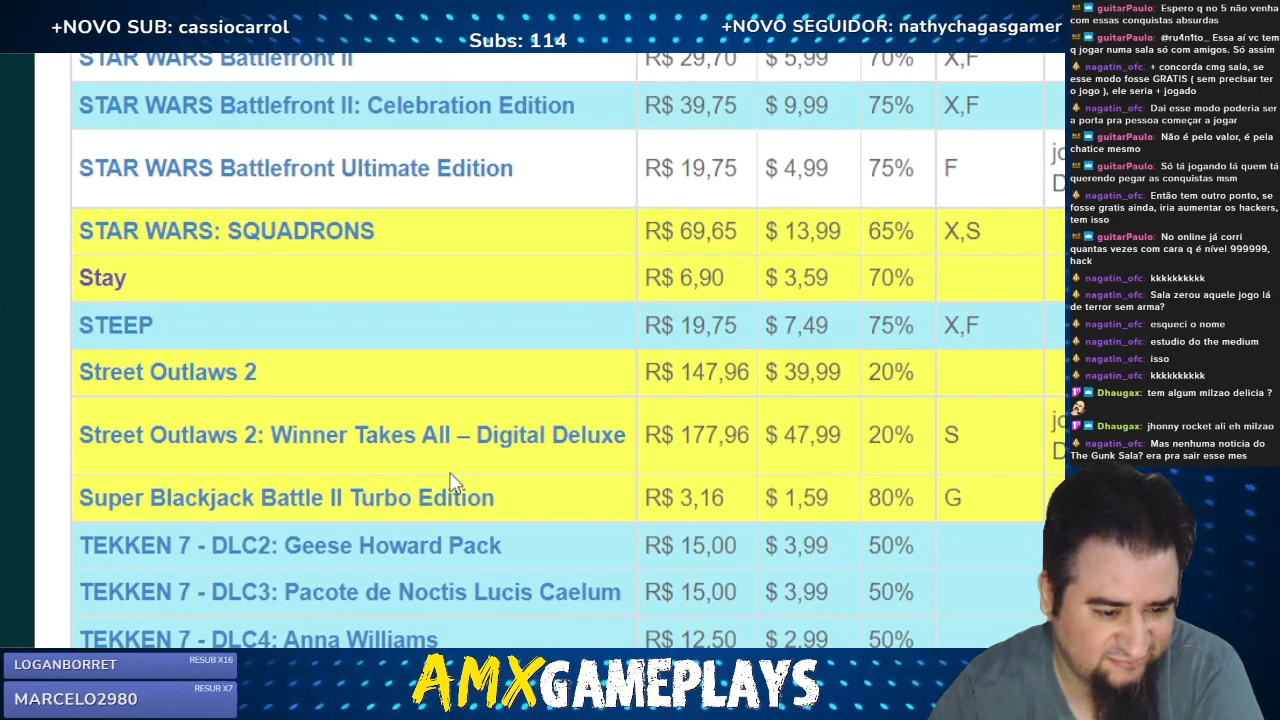 +NOVO SUB: cassiocarrol
Subs: 114
+NOVO SEGUIDOR: nathychagasgamer
STAR WARS Battlefront II R$ 29,70 $ 5,99 70% X,F
STAR WARS Battlefront II: Celebration Edition R$ 39,75 $ 9,99 75% X,F
STAR WARS Battlefront Ultimate Edition R$ 19,75 $ 4,99 75% F
STAR WARS: SQUADRONS R$ 69,65 $ 13,99 65% X,S
Stay R$ 6,90 $ 3,59 70%
STEEP R$ 19,75 $ 7,49 75% X,F
Street Outlaws 2 R$ 147,96 $ 39,99 20%
Street Outlaws 2: Winner Takes All – Digital Deluxe R$ 177,96 $ 47,99 20% S
Super Blackjack Battle II Turbo Edition R$ 3,16 $ 1,59 80% G
TEKKEN 7 - DLC2: Geese Howard Pack R$ 15,00 $ 3,99 50%
TEKKEN 7 - DLC3: Pacote de Noctis Lucis Caelum R$ 15,00 $ 3,99 50%
TEKKEN 7 - DLC4: Anna Williams R$ 12,50 $ 2,99 50%
guitarPaulo: Espero q no 5 não venha
com essas conquistas absurdas
guitarPaulo: @ru4n1to_ Essa aí vc tem
q jogar numa sala só com amigos. Só assim
nagatin_ofc: + concorda cmg sala, se
esse modo fosse GRATIS ( sem precisar ter
o jogo ), ele seria + jogado
nagatin_ofc: Dai esse modo poderia ser
a porta pra pessoa começar a jogar
guitarPaulo: Não é pelo valor, é pela
chatice mesmo
guitarPaulo: Só tá jogando lá quem tá
querendo pegar as conquistas msm
nagatin_ofc: Então tem outro ponto, se
fosse gratis ainda, iria aumentar os hackers,
tem isso
guitarPaulo: No online já corri
quantas vezes com cara q é nível 999999,
hack
nagatin_ofc: kkkkkkkkkk
nagatin_ofc: Sala zerou aquele jogo lá
de terror sem arma?
nagatin_ofc: esqueci o nome
nagatin_ofc: estudio do the medium
nagatin_ofc: isso
nagatin_ofc: kkkkkkkkkk
Dhaugax: tem algum milzao delicia ?
Dhaugax: jhonny rocket ali eh milzao
nagatin_ofc: Mas nenhuma noticia do
The Gunk Sala? era pra sair esse mes
LOGANBORRET RESUB X16
MARCELO2980 RESUB X7
AMXGAMEPLAYS